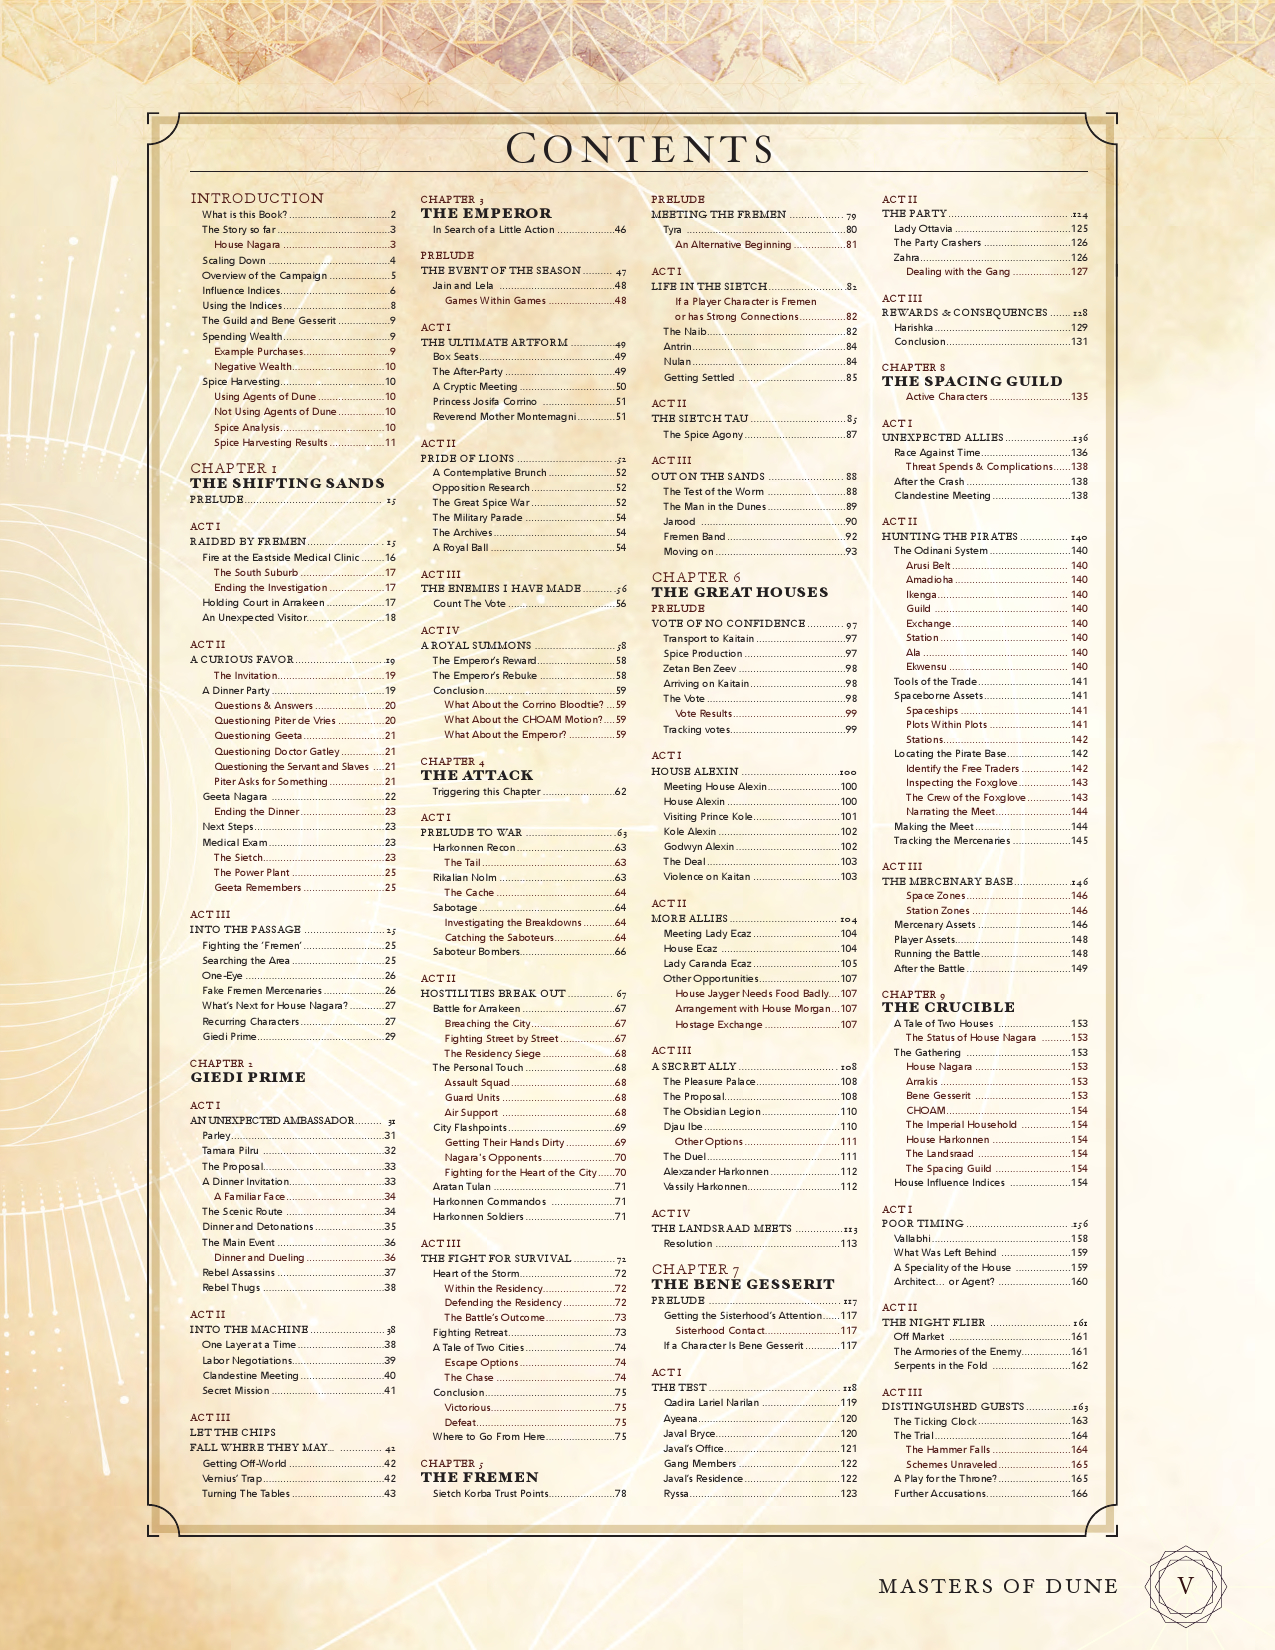 CONTENTS
INTRODUCTION
What is this Book?.....2
The Story so far.....3
House Nagara.....3
Scaling Down.....4
Overview of the Campaign.....5
Influence Indices.....6
Using the Indices.....8
The Guild and Bene Gesserit.....9
Spending Wealth.....9
Example Purchases.....9
Negative Wealth.....10
Spice Harvesting.....10
Using Agents of Dune.....10
Not Using Agents of Dune.....10
Spice Analysis.....10
Spice Harvesting Results.....11
CHAPTER 1
THE SHIFTING SANDS
PRELUDE.....15
ACT I
RAIDED BY FREMEN.....15
Fire at the Eastside Medical Clinic.....16
The South Suburb.....17
Ending the Investigation.....17
Holding Court in Arrakeen.....17
An Unexpected Visitor.....18
ACT II
A CURIOUS FAVOR.....19
The Invitation.....19
A Dinner Party.....19
Questions & Answers.....20
Questioning Piter de Vries.....20
Questioning Geeta.....21
Questioning Doctor Gatley.....21
Questioning the Servant and Slaves.....21
Piter Asks for Something.....21
Geeta Nagara.....22
Ending the Dinner.....23
Next Steps.....23
Medical Exam.....23
The Sietch.....23
The Power Plant.....25
Geeta Remembers.....25
ACT III
INTO THE PASSAGE.....25
Fighting the 'Fremen'.....25
Searching the Area.....25
One-Eye.....26
Fake Fremen Mercenaries.....26
What's Next for House Nagara?.....27
Recurring Characters.....27
Giedi Prime.....29
CHAPTER 2
GIEDI PRIME
ACT I
AN UNEXPECTED AMBASSADOR.....31
Parley.....31
Tamara Pilru.....32
The Proposal.....33
A Dinner Invitation.....33
A Familiar Face.....34
The Scenic Route.....34
Dinner and Detonations.....35
The Main Event.....36
Dinner and Dueling.....36
Rebel Assassins.....37
Rebel Thugs.....38
ACT II
INTO THE MACHINE.....38
One Layer at a Time.....38
Labor Negotiations.....39
Clandestine Meeting.....40
Secret Mission.....41
ACT III
LET THE CHIPS
FALL WHERE THEY MAY.......42
Getting Off-World.....42
Vernius' Trap.....42
Turning The Tables.....43
CHAPTER 3
THE EMPEROR
In Search of a Little Action.....46
PRELUDE
THE EVENT OF THE SEASON.....47
Jain and Lela.....48
Games Within Games.....48
ACT I
THE ULTIMATE ARTFORM.....49
Box Seats.....49
The After-Party.....49
A Cryptic Meeting.....50
Princess Josifa Corrino.....51
Reverend Mother Montemagni.....51
ACT II
PRIDE OF LIONS.....52
A Contemplative Brunch.....52
Opposition Research.....52
The Great Spice War.....52
The Military Parade.....54
The Archives.....54
A Royal Ball.....54
ACT III
THE ENEMIES I HAVE MADE.....56
Count The Vote.....56
ACT IV
A ROYAL SUMMONS.....58
The Emperor's Reward.....58
The Emperor's Rebuke.....58
Conclusion.....59
What About the Corrino Bloodtie?...59
What About the CHOAM Motion?....59
What About the Emperor?.....59
CHAPTER 4
THE ATTACK
Triggering this Chapter.....62
ACT I
PRELUDE TO WAR.....63
Harkonnen Recon.....63
The Tail.....63
Rikalian Nolm.....63
The Cache.....64
Sabotage.....64
Investigating the Breakdowns.....64
Catching the Saboteurs.....64
Saboteur Bombers.....66
ACT II
HOSTILITIES BREAK OUT.....67
Battle for Arrakeen.....67
Breaching the City.....67
Fighting Street by Street.....67
The Residency Siege.....68
The Personal Touch.....68
Assault Squad.....68
Guard Units.....68
Air Support.....68
City Flashpoints.....69
Getting Their Hands Dirty.....69
Nagara's Opponents.....70
Fighting for the Heart of the City.....70
Aratan Tulan.....71
Harkonnen Commandos.....71
Harkonnen Soldiers.....71
ACT III
THE FIGHT FOR SURVIVAL.....72
Heart of the Storm.....72
Within the Residency.....72
Defending the Residency.....72
The Battle's Outcome.....73
Fighting Retreat.....73
A Tale of Two Cities.....74
Escape Options.....74
The Chase.....74
Conclusion.....75
Victorious.....75
Defeat.....75
Where to Go From Here.....75
CHAPTER 5
THE FREMEN
Sietch Korba Trust Points.....78
PRELUDE
MEETING THE FREMEN.....79
Tyra.....80
An Alternative Beginning.....81
ACT I
LIFE IN THE SIETCH.....82
If a Player Character is Fremen
or has Strong Connections.....82
The Naib.....82
Antrin.....84
Nulan.....84
Getting Settled.....85
ACT II
THE SIETCH TAU.....85
The Spice Agony.....87
ACT III
OUT ON THE SANDS.....88
The Test of the Worm.....88
The Man in the Dunes.....89
Jarood.....90
Fremen Band.....92
Moving on.....93
CHAPTER 6
THE GREAT HOUSES
PRELUDE
VOTE OF NO CONFIDENCE.....97
Transport to Kaitain.....97
Spice Production.....97
Zetan Ben Zeev.....98
Arriving on Kaitain.....98
The Vote.....98
Vote Results.....99
Tracking votes.....99
ACT I
HOUSE ALEXIN.....100
Meeting House Alexin.....100
House Alexin.....100
Visiting Prince Kole.....101
Kole Alexin.....102
Godwyn Alexin.....102
The Deal.....103
Violence on Kaitan.....103
ACT II
MORE ALLIES.....104
Meeting Lady Ecaz.....104
House Ecaz.....104
Lady Caranda Ecaz.....105
Other Opportunities.....107
House Jayger Needs Food Badly....107
Arrangement with House Morgan...107
Hostage Exchange.....107
ACT III
A SECRET ALLY.....108
The Pleasure Palace.....108
The Proposal.....108
The Obsidian Legion.....110
Djau Ibe.....110
Other Options.....111
The Duel.....111
Alexzander Harkonnen.....112
Vassily Harkonnen.....112
ACT IV
THE LANDSRAAD MEETS.....113
Resolution.....113
CHAPTER 7
THE BENE GESSERIT
PRELUDE.....117
Getting the Sisterhood's Attention.....117
Sisterhood Contact.....117
If a Character Is Bene Gesserit.....117
ACT I
THE TEST.....118
Qadira Lariel Narilan.....119
Ayeana.....120
Javal Bryce.....120
Javal's Office.....121
Gang Members.....122
Javal's Residence.....122
Ryssa.....123
ACT II
THE PARTY.....124
Lady Ottavia.....125
The Party Crashers.....126
Zahra.....126
Dealing with the Gang.....127
ACT III
REWARDS & CONSEQUENCES.....128
Harishka.....129
Conclusion.....131
CHAPTER 8
THE SPACING GUILD
Active Characters.....135
ACT I
UNEXPECTED ALLIES.....136
Race Against Time.....136
Threat Spends & Complications.....138
After the Crash.....138
Clandestine Meeting.....138
ACT II
HUNTING THE PIRATES.....140
The Odinani System.....140
Arusi Belt.....140
Amadioha.....140
Ikenga.....140
Guild.....140
Exchange.....140
Station.....140
Ala.....140
Ekwensu.....140
Tools of the Trade.....141
Spaceborne Assets.....141
Spaceships.....141
Plots Within Plots.....141
Stations.....142
Locating the Pirate Base.....142
Identify the Free Traders.....142
Inspecting the Foxglove.....143
The Crew of the Foxglove.....143
Narrating the Meet.....144
Making the Meet.....144
Tracking the Mercenaries.....145
ACT III
THE MERCENARY BASE.....146
Space Zones.....146
Station Zones.....146
Mercenary Assets.....146
Player Assets.....148
Running the Battle.....148
After the Battle.....149
CHAPTER 9
THE CRUCIBLE
A Tale of Two Houses.....153
The Status of House Nagara.....153
The Gathering.....153
House Nagara.....153
Arrakis.....153
Bene Gesserit.....153
CHOAM.....154
The Imperial Household.....154
House Harkonnen.....154
The Landsraad.....154
The Spacing Guild.....154
House Influence Indices.....154
ACT I
POOR TIMING.....156
Vallabhi.....158
What Was Left Behind.....159
A Speciality of the House.....159
Architect... or Agent?.....160
ACT II
THE NIGHT FLIER.....161
Off Market.....161
The Armories of the Enemy.....161
Serpents in the Fold.....162
ACT III
DISTINGUISHED GUESTS.....163
The Ticking Clock.....163
The Trial.....164
The Hammer Falls.....164
Schemes Unraveled.....165
A Play for the Throne?.....165
Further Accusations.....166
MASTERS OF DUNE
V